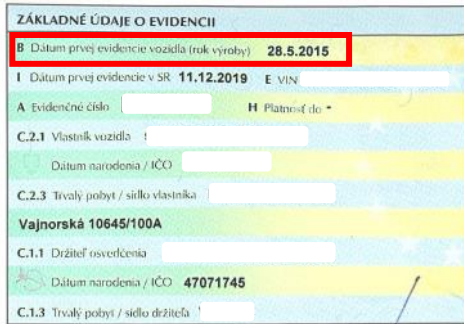 ZÁKLADNÉ ÚDAJE O EVIDENCII
B Dátum prvej evidencie vozidla (rok výroby) 28.5.2015
I Dátum prvej evidencie v SR 11.12.2019 E VIN
A Evidenčné číslo H Platnosť do -
C.2.1 Vlastník vozidla
Dátum narodenia / IČO
C.2.3 Trvalý pobyt / sídlo vlastníka
Vajnorská 10645/100A
C.1.1 Držiteľ osvedčenia
Dátum narodenia / IČO 47071745
C.1.3 Trvalý pobyt / sídlo držiteľa